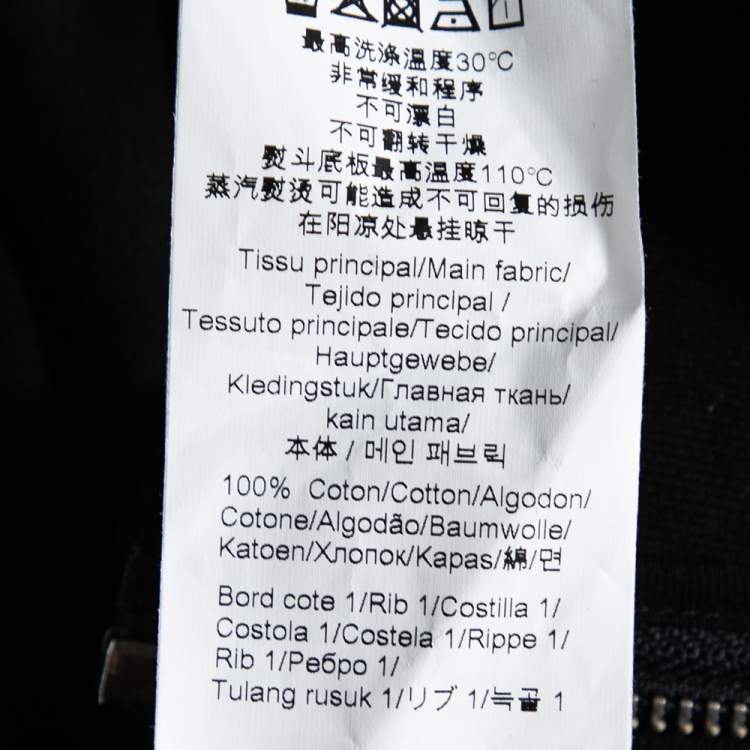 最高洗涤温度30°C
非常缓和程序
不可漂白
不可翻转干燥
熨斗底板最高温度110°C
蒸汽熨烫可能造成不可回复的损伤
在阳凉处悬挂晾干
Tissu principal/Main fabric/
Tejido principal /
Tessuto principale/Tecido principal/
Hauptgewebe/
Kledingstuk/Главная ткань/
kain utama/
本体 / 메인 패브릭
100% Coton/Cotton/Algodon/
Cotone/Algodão/Baumwolle/
Katoen/Хлопок/Kapas/綿/면
Bord cote 1/Rib 1/Costilla 1/
Costola 1/Costela 1/Rippe 1/
Rib 1/Ребро 1/
Tulang rusuk 1/リブ 1/늑골 1